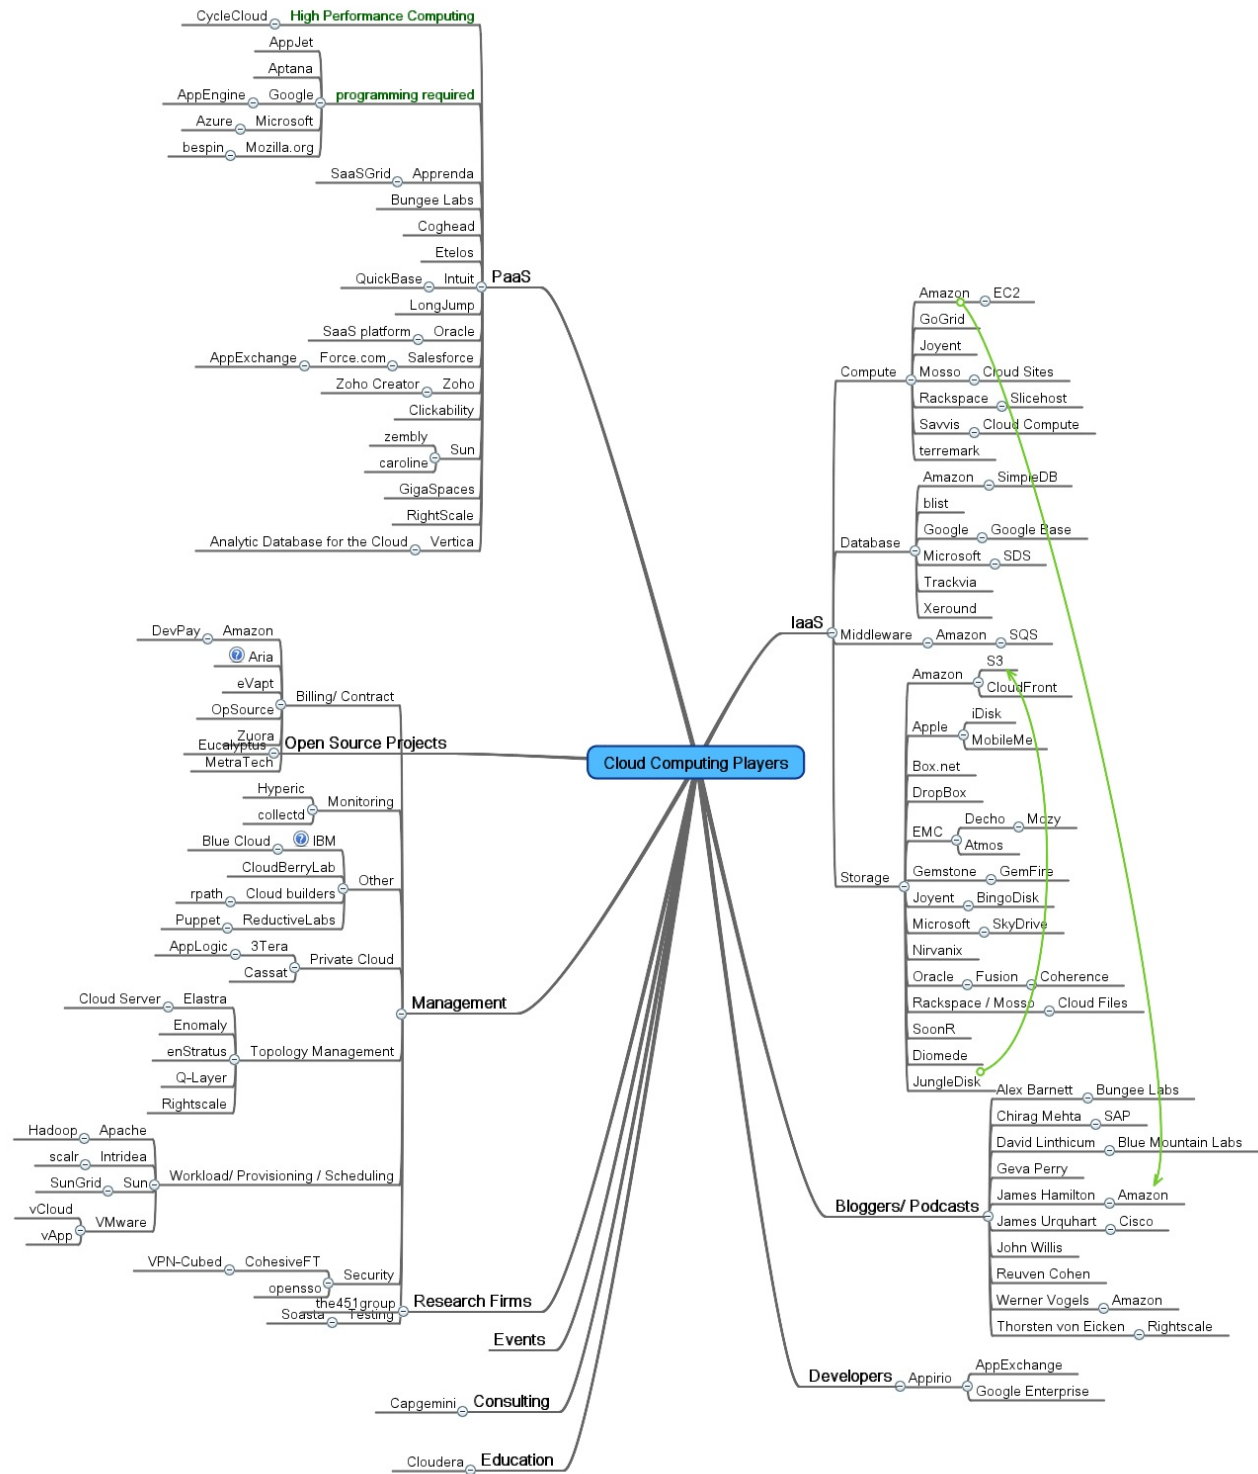 Cloud Computing Players
PaaS
High Performance Computing
CycleCloud
programming required
AppJet
Aptana
Google
AppEngine
Microsoft
Azure
Mozilla.org
bespin
Apprenda
SaaSGrid
Bungee Labs
Coghead
Etelos
Intuit
QuickBase
LongJump
Oracle
SaaS platform
Salesforce
Force.com
AppExchange
Zoho
Zoho Creator
Clickability
Sun
zembly
caroline
GigaSpaces
RightScale
Vertica
Analytic Database for the Cloud
IaaS
Compute
Amazon
EC2
GoGrid
Joyent
Mosso
Cloud Sites
Rackspace
Slicehost
Savvis
Cloud Compute
terremark
Database
Amazon
SimpleDB
blist
Google
Google Base
Microsoft
SDS
Trackvia
Xeround
Middleware
Amazon
SQS
Storage
Amazon
S3
CloudFront
Apple
iDisk
MobileMe
Box.net
DropBox
EMC
Decho
Mozy
Atmos
Gemstone
GemFire
Joyent
BingoDisk
Microsoft
SkyDrive
Nirvanix
Oracle
Fusion
Coherence
Rackspace / Mosso
Cloud Files
SoonR
Diomede
JungleDisk
Open Source Projects
Eucalyptus
Management
Billing/ Contract
Amazon
DevPay
? Aria
eVapt
OpSource
Zuora
MetraTech
Monitoring
Hyperic
collectd
Other
? IBM
Blue Cloud
CloudBerryLab
Cloud builders
rpath
ReductiveLabs
Puppet
Private Cloud
3Tera
AppLogic
Cassat
Topology Management
Elastra
Cloud Server
Enomaly
enStratus
Q-Layer
Rightscale
Workload/ Provisioning / Scheduling
Apache
Hadoop
Intridea
scalr
Sun
SunGrid
VMware
vCloud
vApp
Security
CohesiveFT
VPN-Cubed
opensso
Testing
Soasta
Research Firms
the451group
Events
Consulting
Capgemini
Education
Cloudera
Bloggers/ Podcasts
Alex Barnett
Bungee Labs
Chirag Mehta
SAP
David Linthicum
Blue Mountain Labs
Geva Perry
James Hamilton
Amazon
James Urquhart
Cisco
John Willis
Reuven Cohen
Werner Vogels
Amazon
Thorsten von Eicken
Rightscale
Developers
Appirio
AppExchange
Google Enterprise